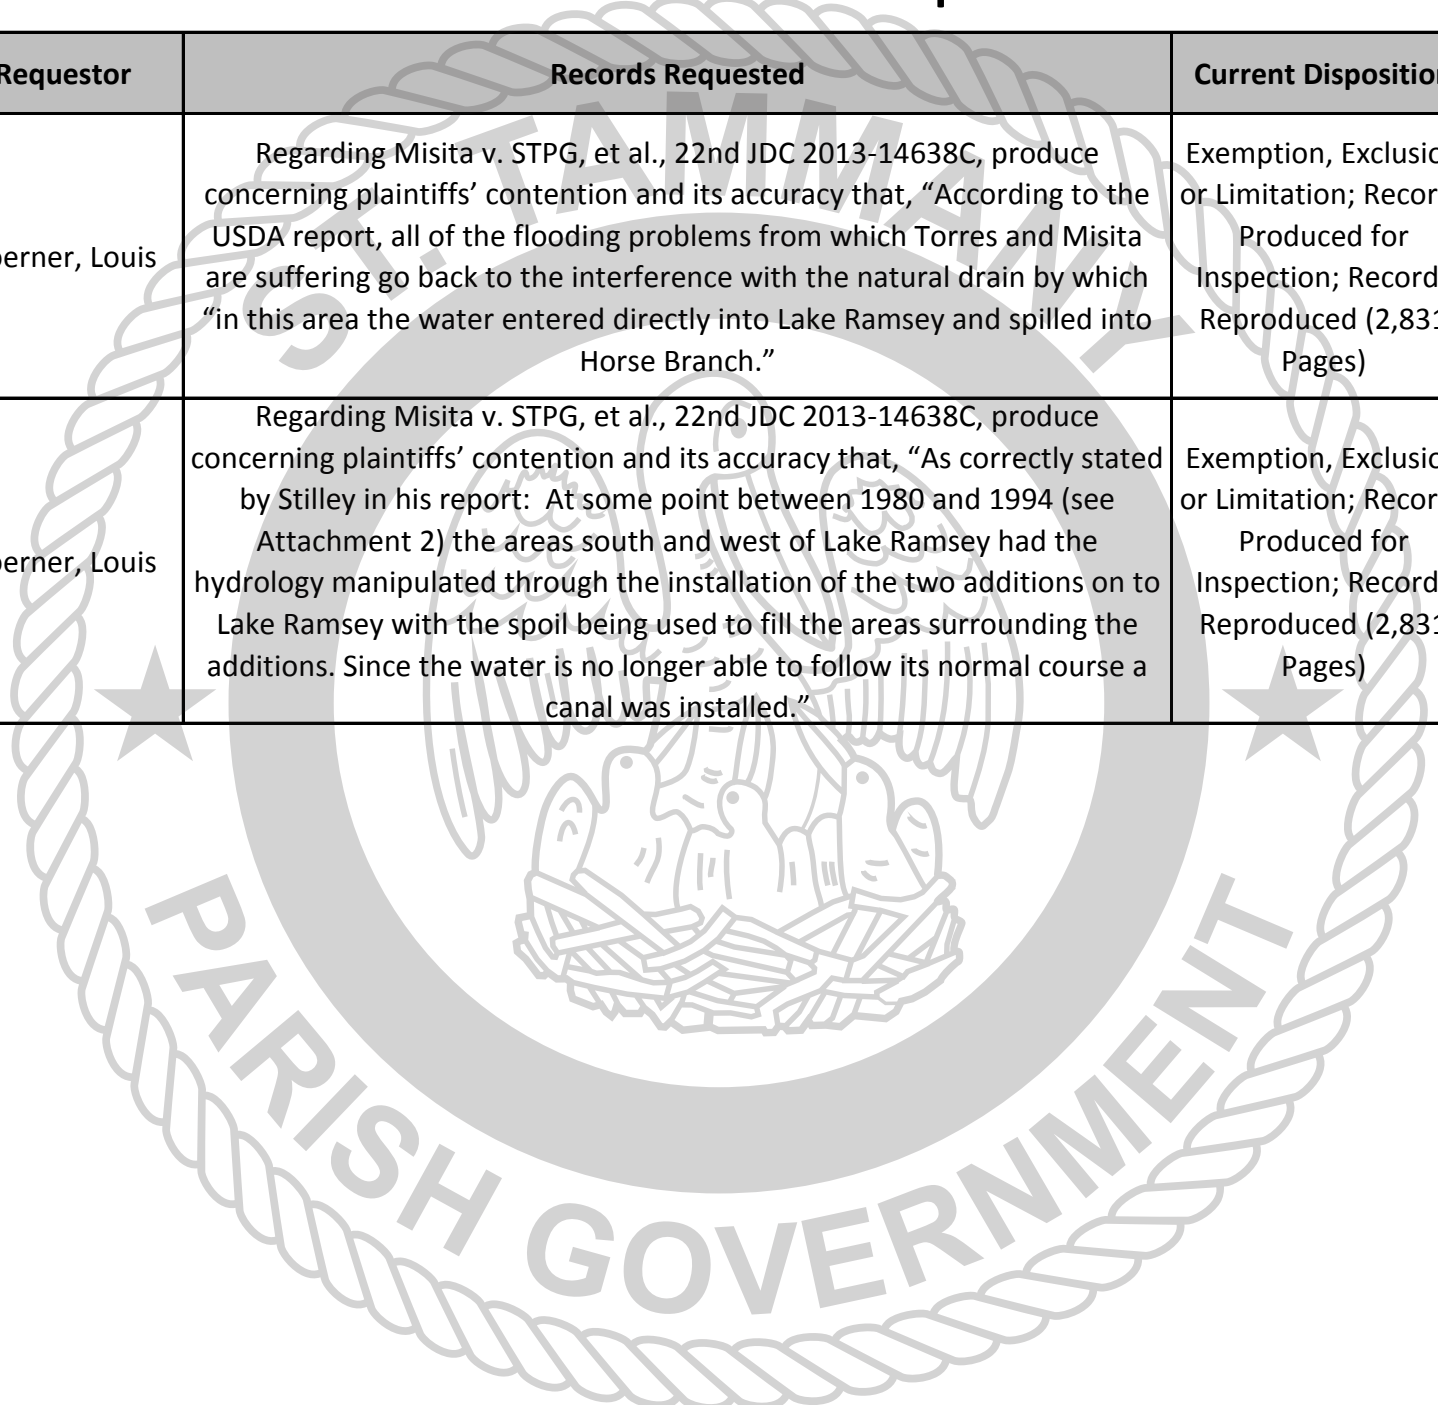 Requestor
Records Requested
Current Disposition
Louis
Regarding Misita v. STPG, et al., 22nd JDC 2013-14638C, produce
concerning plaintiffs’ contention and its accuracy that, “According to the
USDA report, all of the flooding problems from which Torres and Misita
are suffering go back to the interference with the natural drain by which
“in this area the water entered directly into Lake Ramsey and spilled into
Horse Branch.”
Exemption, Exclusio
or Limitation; Recor
Produced for
Inspection; Record
Reproduced (2,831
Pages)
Louis
Regarding Misita v. STPG, et al., 22nd JDC 2013-14638C, produce
concerning plaintiffs’ contention and its accuracy that, “As correctly stated
by Stilley in his report:  At some point between 1980 and 1994 (see
Attachment 2) the areas south and west of Lake Ramsey had the
hydrology manipulated through the installation of the two additions on to
Lake Ramsey with the spoil being used to fill the areas surrounding the
additions. Since the water is no longer able to follow its normal course a
canal was installed.”
Exemption, Exclusio
or Limitation; Recor
Produced for
Inspection; Record
Reproduced (2,831
Pages)
ST. TAMMANY
PARISH GOVERNMENT